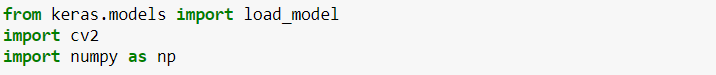 from keras.models import load_model
import cv2
import numpy as np